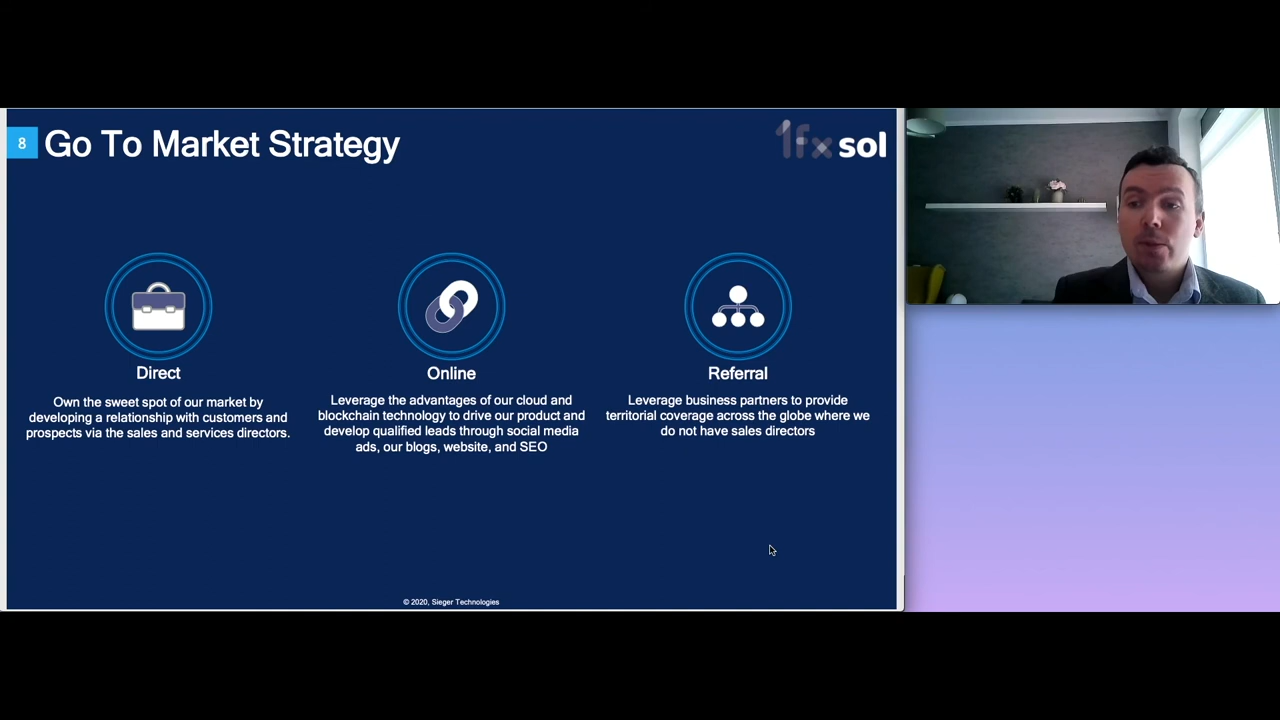 8
Go To Market Strategy
1fx sol
Direct
Own the sweet spot of our market by
developing a relationship with customers and
prospects via the sales and services directors.
Online
Leverage the advantages of our cloud and
blockchain technology to drive our product and
develop qualified leads through social media
ads, our blogs, website, and SEO
Referral
Leverage business partners to provide
territorial coverage across the globe where we
do not have sales directors
© 2020, Sieger Technologies